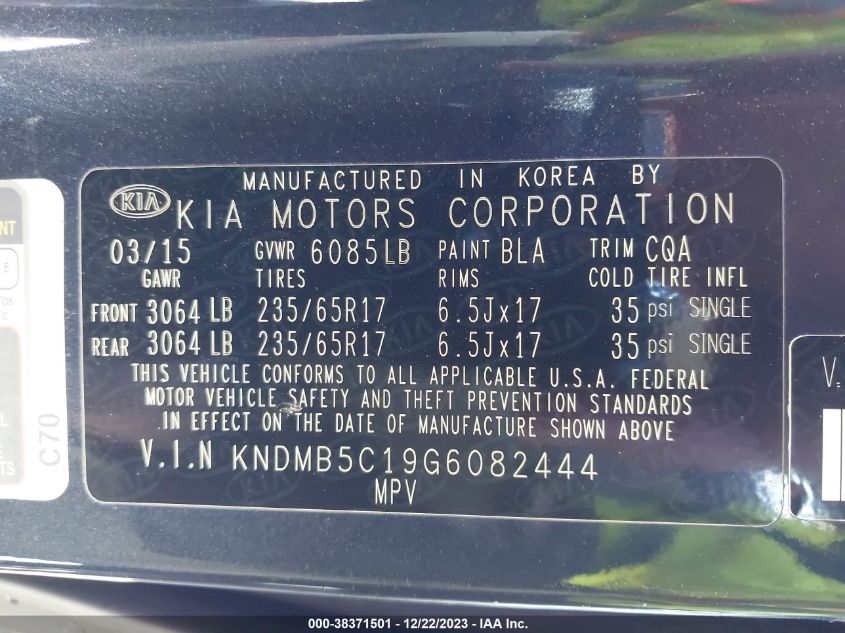 MANUFACTURED IN KOREA BY
KIA KIA MOTORS CORPORATION
03/15 GVWR 6085LB PAINT BLA TRIM CQA
GAWR TIRES RIMS COLD TIRE INFL
FRONT 3064 LB 235/65R17 6.5Jx17 35 psi SINGLE
REAR 3064 LB 235/65R17 6.5Jx17 35 psi SINGLE
THIS VEHICLE CONFORMS TO ALL APPLICABLE U.S.A. FEDERAL
MOTOR VEHICLE SAFETY AND THEFT PREVENTION STANDARDS
IN EFFECT ON THE DATE OF MANUFACTURE SHOWN ABOVE
V.I.N KNDMB5C19G6082444
MPV
C70
V.
000-38371501 - 12/22/2023 - IAA Inc.